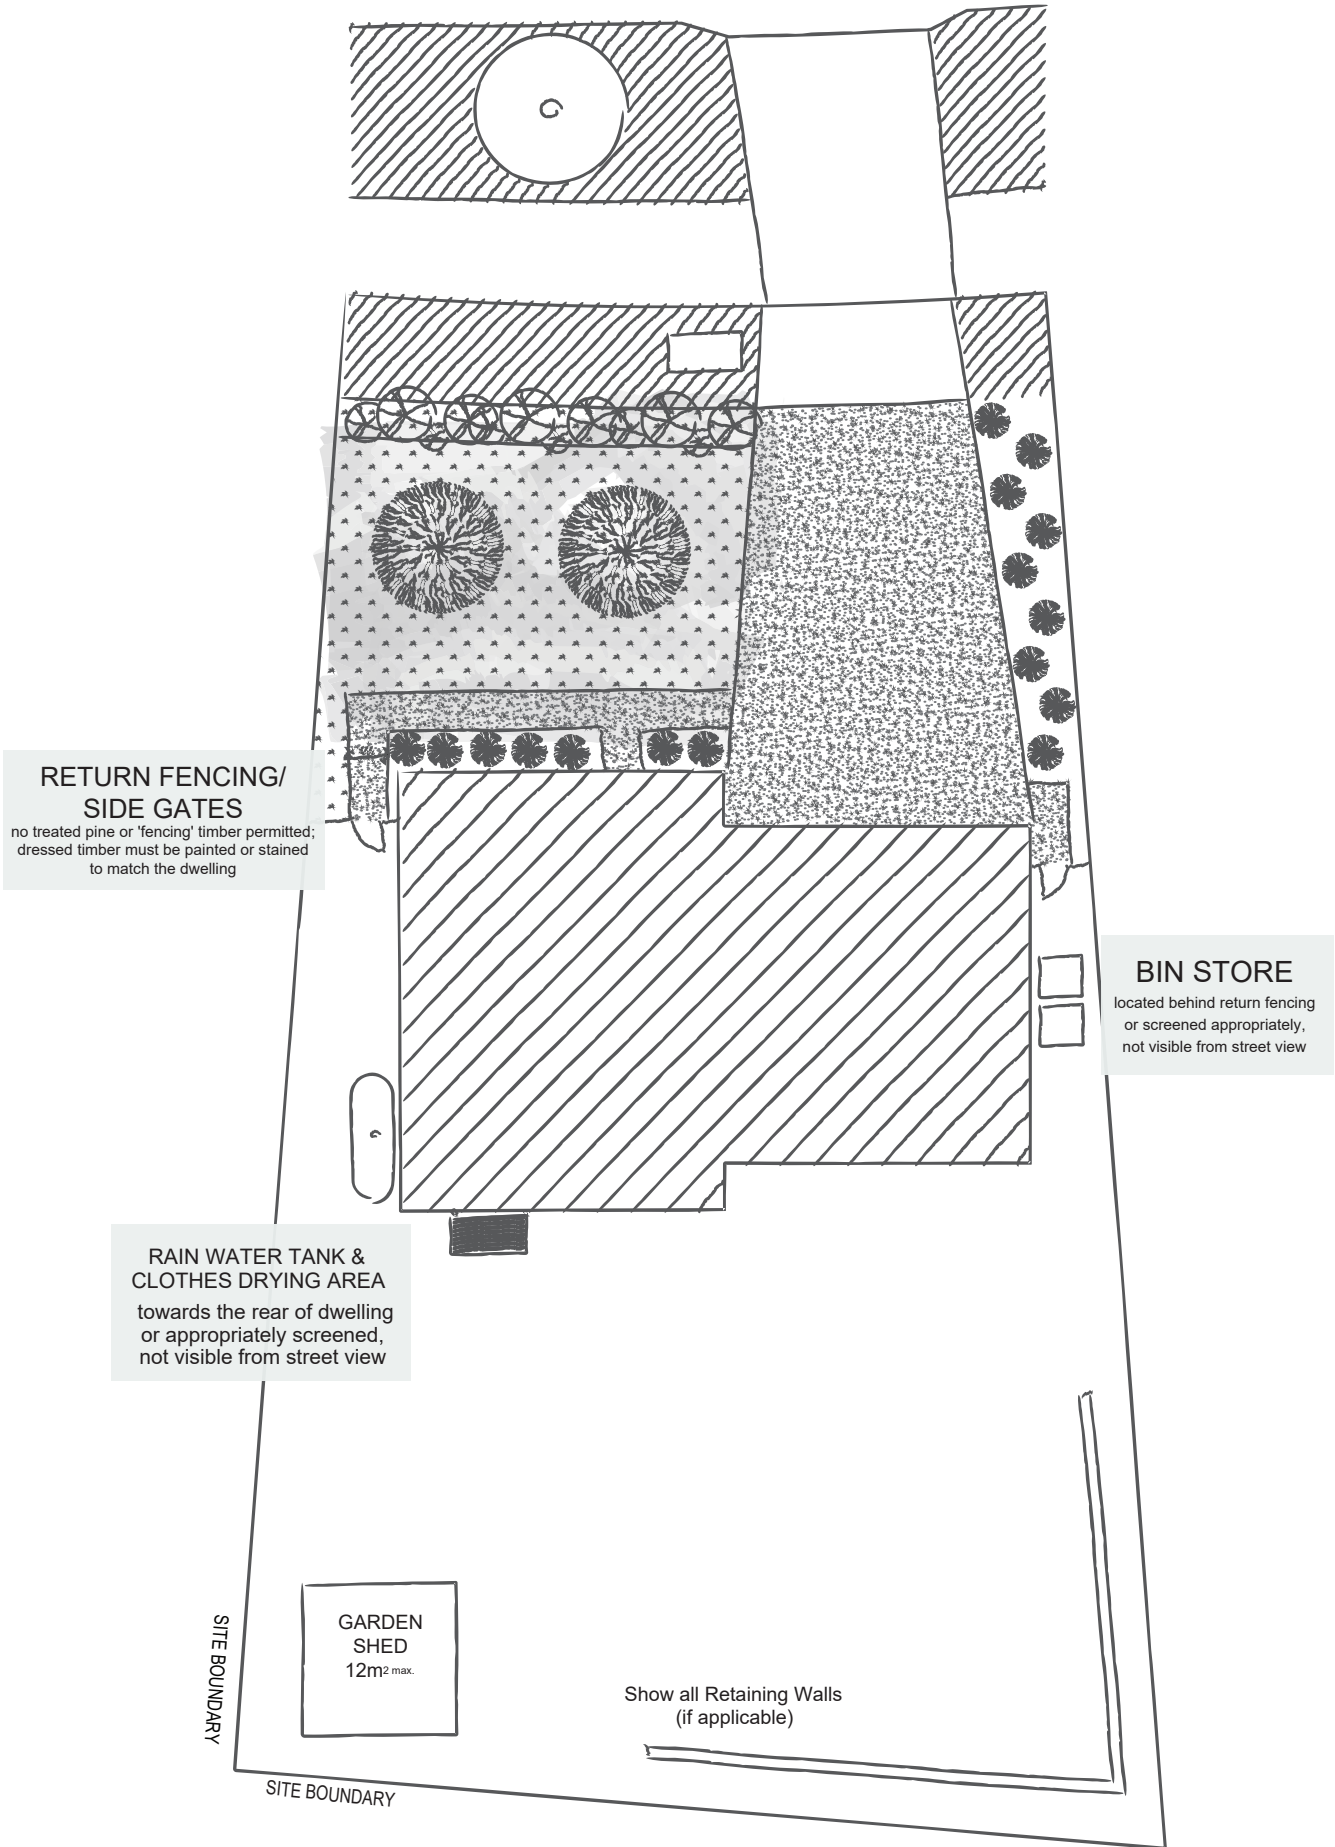 RETURN FENCING/
SIDE GATES
no treated pine or 'fencing' timber permitted;
dressed timber must be painted or stained
to match the dwelling
BIN STORE
located behind return fencing
or screened appropriately,
not visible from street view
RAIN WATER TANK &
CLOTHES DRYING AREA
towards the rear of dwelling
or appropriately screened,
not visible from street view
GARDEN
SHED
12m² max.
Show all Retaining Walls
(if applicable)
SITE BOUNDARY
SITE BOUNDARY